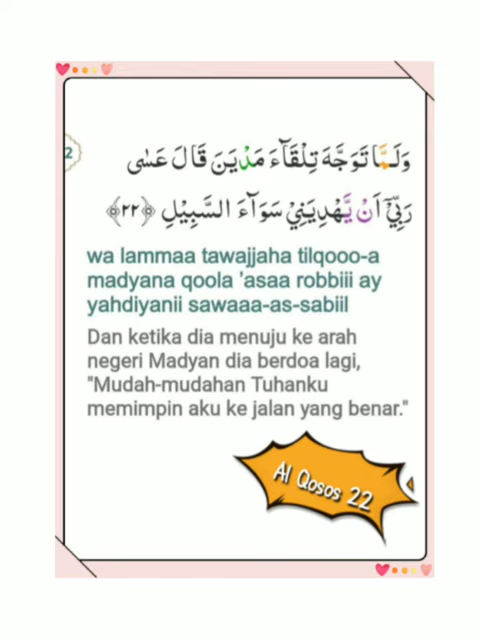 2
وَلَمَّا تَوَجَّهَ تِلْقَآءَ مَدْيَنَ قَالَ عَسٰى
رَبِّيْٓ اَنْ يَّهْدِيَنِيْ سَوَآءَ السَّبِيْلِ ﴿٢٢﴾
wa lammaa tawajjaha tilqooo-a
madyana qoola 'asaa robbiii ay
yahdiyanii sawaaa-as-sabiil
Dan ketika dia menuju ke arah
negeri Madyan dia berdoa lagi,
"Mudah-mudahan Tuhanku
memimpin aku ke jalan yang benar."
Al Qosos 22